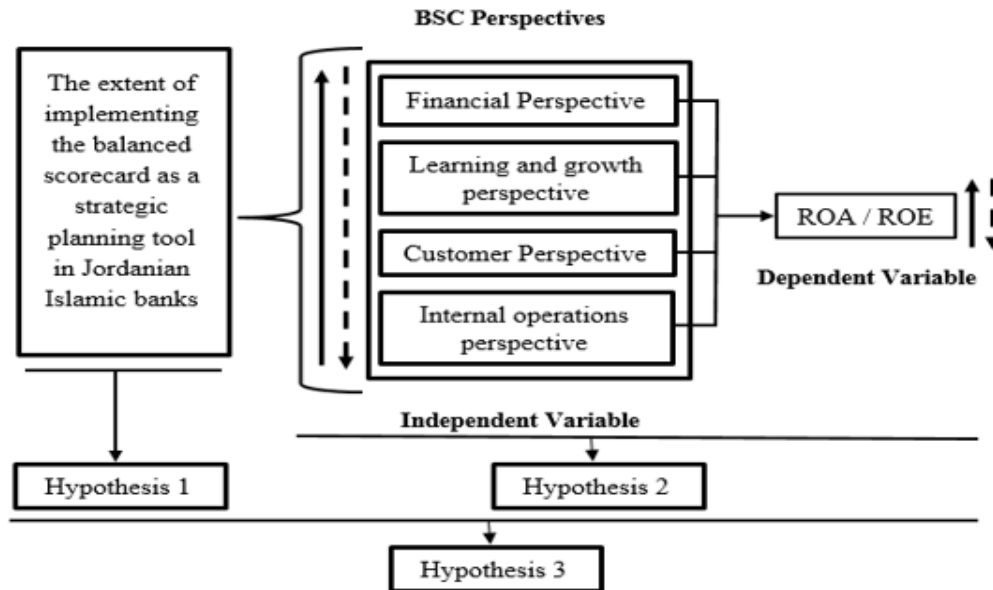 BSC Perspectives
The extent of
implementing
the balanced
scorecard as a
strategic
planning tool
in Jordanian
Islamic banks
Financial Perspective
Learning and growth
perspective
Customer Perspective
Internal operations
perspective
ROA / ROE
Dependent Variable
Independent Variable
Hypothesis 1
Hypothesis 2
Hypothesis 3